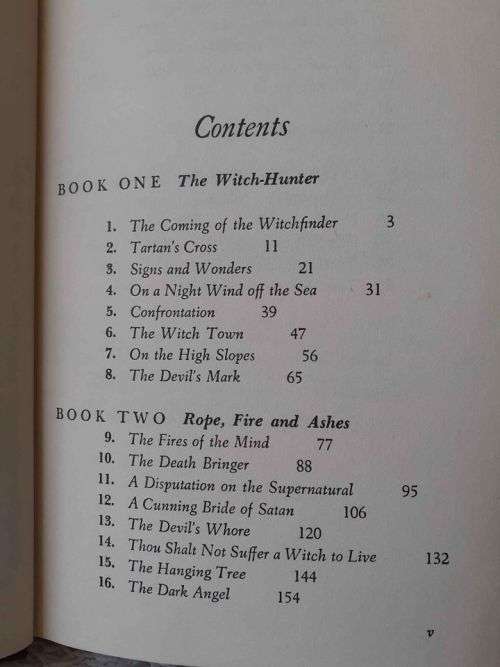 Contents
BOOK ONE The Witch-Hunter
1. The Coming of the Witchfinder 3
2. Tartan's Cross 11
3. Signs and Wonders 21
4. On a Night Wind off the Sea 31
5. Confrontation 39
6. The Witch Town 47
7. On the High Slopes 56
8. The Devil's Mark 65
BOOK TWO Rope, Fire and Ashes
9. The Fires of the Mind 77
10. The Death Bringer 88
11. A Disputation on the Supernatural 95
12. A Cunning Bride of Satan 106
13. The Devil's Whore 120
14. Thou Shalt Not Suffer a Witch to Live 132
15. The Hanging Tree 144
16. The Dark Angel 154
v